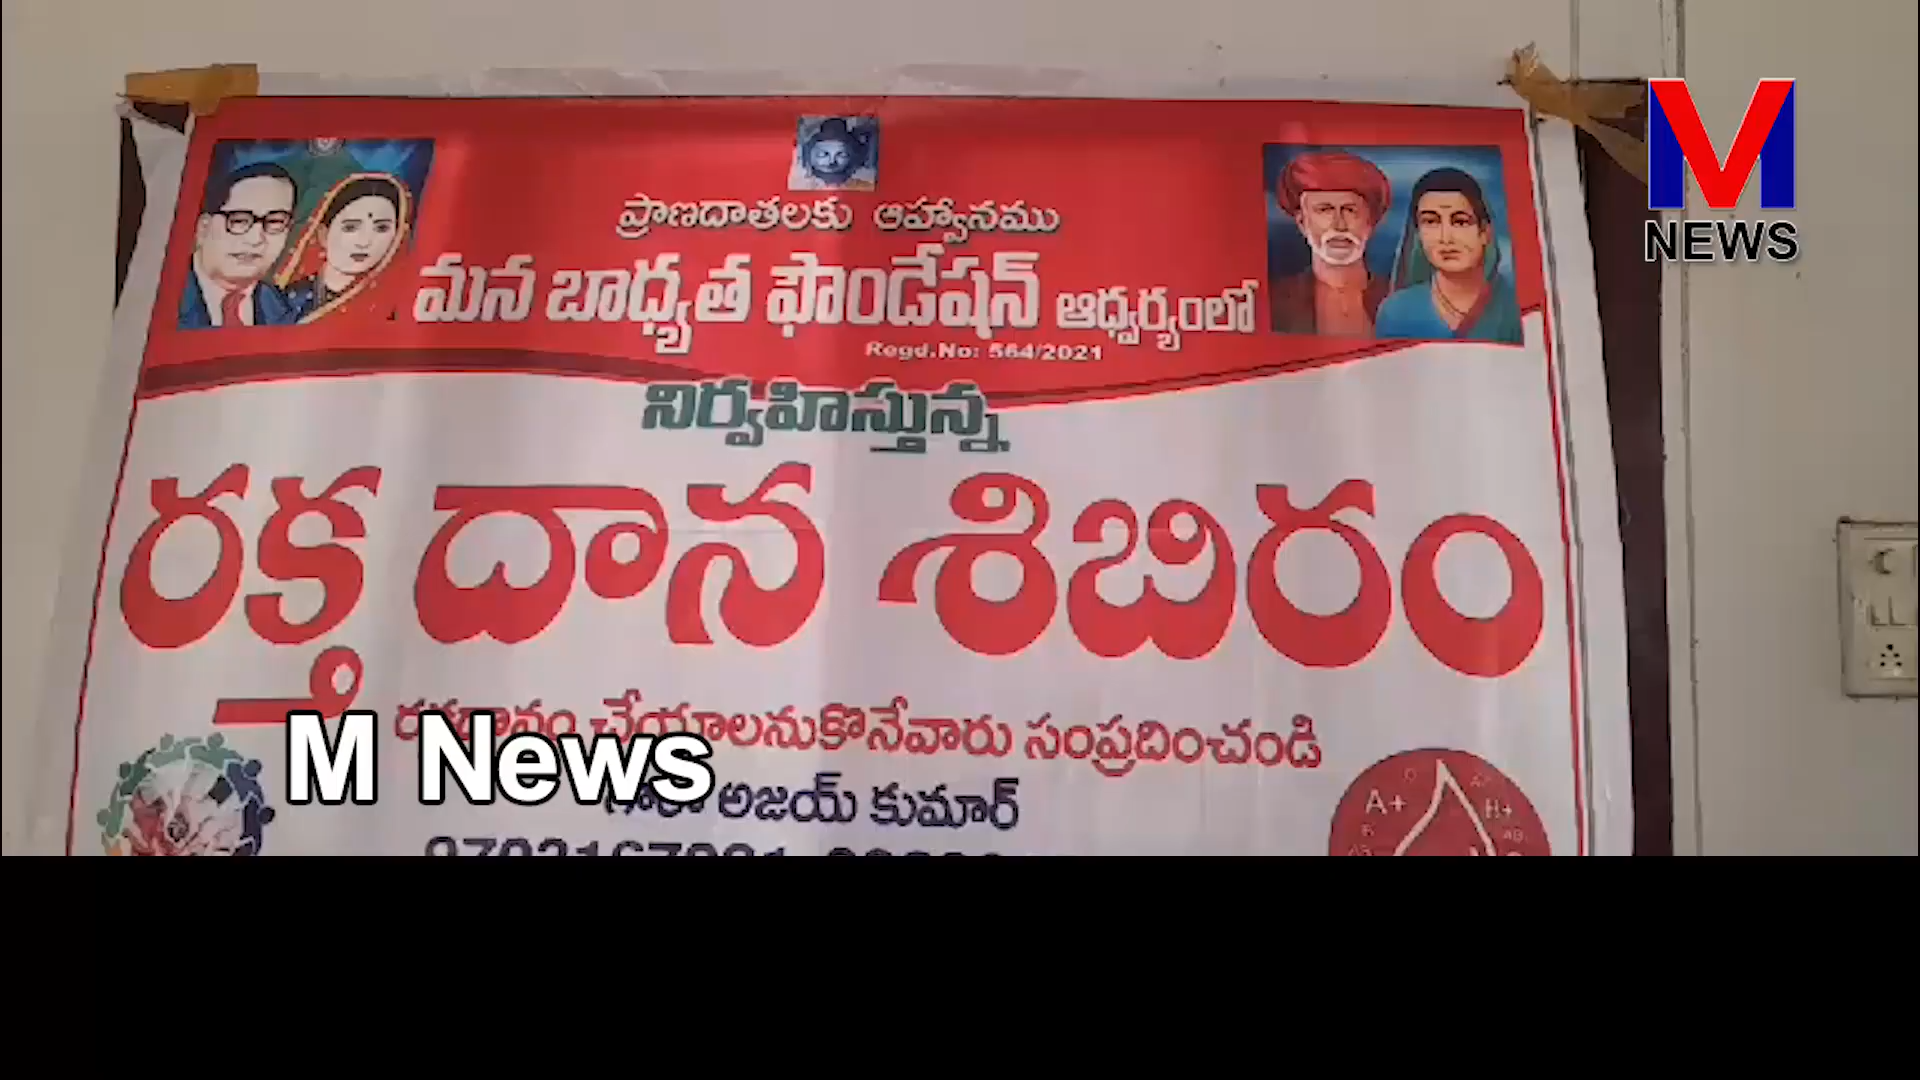 ప్రాణదాతలకు ఆహ్వానము
మన బాధ్యత ఫౌండేషన్ ఆధ్వర్యంలో
Regd.No: 564/2021
నిర్వహిస్తున్న
రక్త దాన శిబిరం
చేయాలనుకొనేవారు సంప్రదించండి
అజయ్ కుమార్
A+
M
NEWS
M News